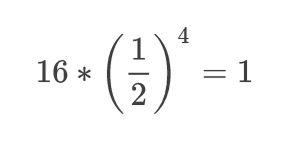 16 * (1/2)^4 = 1